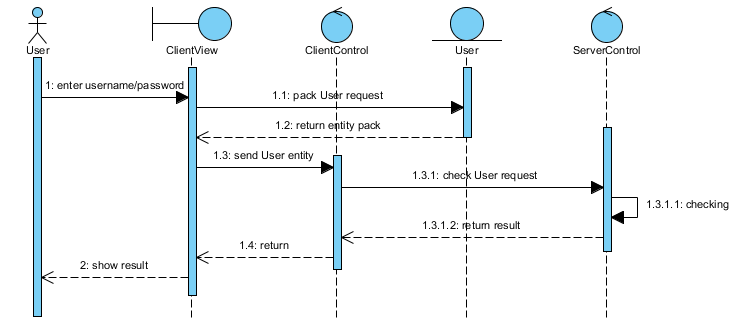 User
ClientView
ClientControl
User
ServerControl
1: enter username/password
1.1: pack User request
1.2: return entity pack
1.3: send User entity
1.3.1: check User request
1.3.1.1: checking
1.3.1.2: return result
1.4: return
2: show result